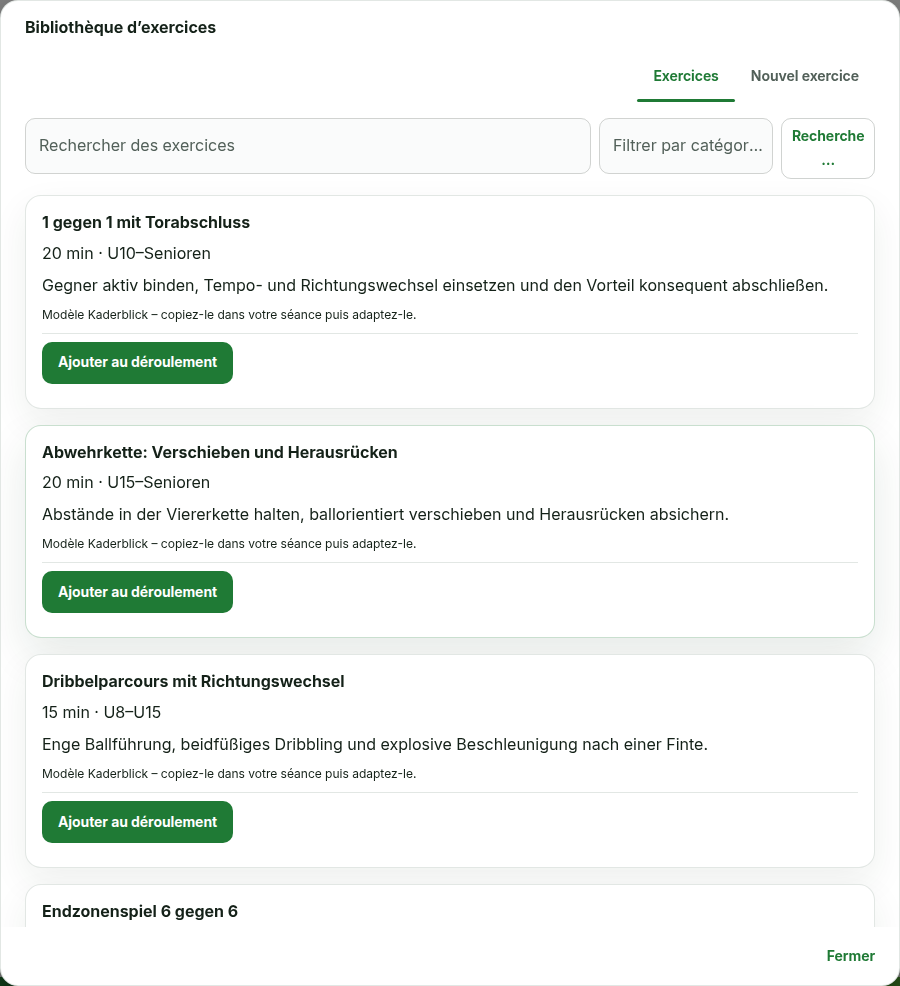 Bibliothèque d’exercices
Exercices
Nouvel exercice
Rechercher des exercices
Filtrer par catégor…
Recherche
…
1 gegen 1 mit Torabschluss
20 min · U10–Senioren
Gegner aktiv binden, Tempo- und Richtungswechsel einsetzen und den Vorteil konsequent abschließen.
Modèle Kaderblick – copiez-le dans votre séance puis adaptez-le.
Ajouter au déroulement
Abwehrkette: Verschieben und Herausrücken
20 min · U15–Senioren
Abstände in der Viererkette halten, ballorientiert verschieben und Herausrücken absichern.
Modèle Kaderblick – copiez-le dans votre séance puis adaptez-le.
Ajouter au déroulement
Dribbelparcours mit Richtungswechsel
15 min · U8–U15
Enge Ballführung, beidfüßiges Dribbling und explosive Beschleunigung nach einer Finte.
Modèle Kaderblick – copiez-le dans votre séance puis adaptez-le.
Ajouter au déroulement
Endzonenspiel 6 gegen 6
Fermer